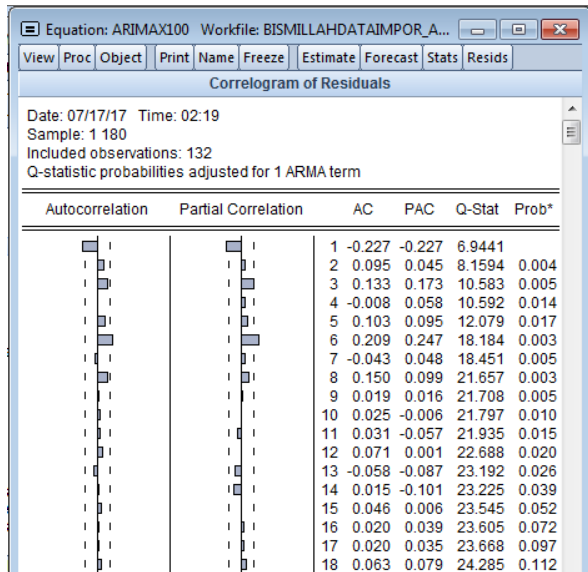 Equation: ARIMAX100 Workfile: BISMILLAHDATAIMPOR_A...
View Proc Object Print Name Freeze Estimate Forecast Stats Resids
Correlogram of Residuals
Date: 07/17/17 Time: 02:19
Sample: 1 180
Included observations: 132
Q-statistic probabilities adjusted for 1 ARMA term
Autocorrelation Partial Correlation AC PAC Q-Stat Prob*
1 -0.227 -0.227 6.9441
2 0.095 0.045 8.1594 0.004
3 0.133 0.173 10.583 0.005
4 -0.008 0.058 10.592 0.014
5 0.103 0.095 12.079 0.017
6 0.209 0.247 18.184 0.003
7 -0.043 0.048 18.451 0.005
8 0.150 0.099 21.657 0.003
9 0.019 0.016 21.708 0.005
10 0.025 -0.006 21.797 0.010
11 0.031 -0.057 21.935 0.015
12 0.071 0.001 22.688 0.020
13 -0.058 -0.087 23.192 0.026
14 0.015 -0.101 23.225 0.039
15 0.046 0.006 23.545 0.052
16 0.020 0.039 23.605 0.072
17 0.020 0.035 23.668 0.097
18 0.063 0.079 24.285 0.112